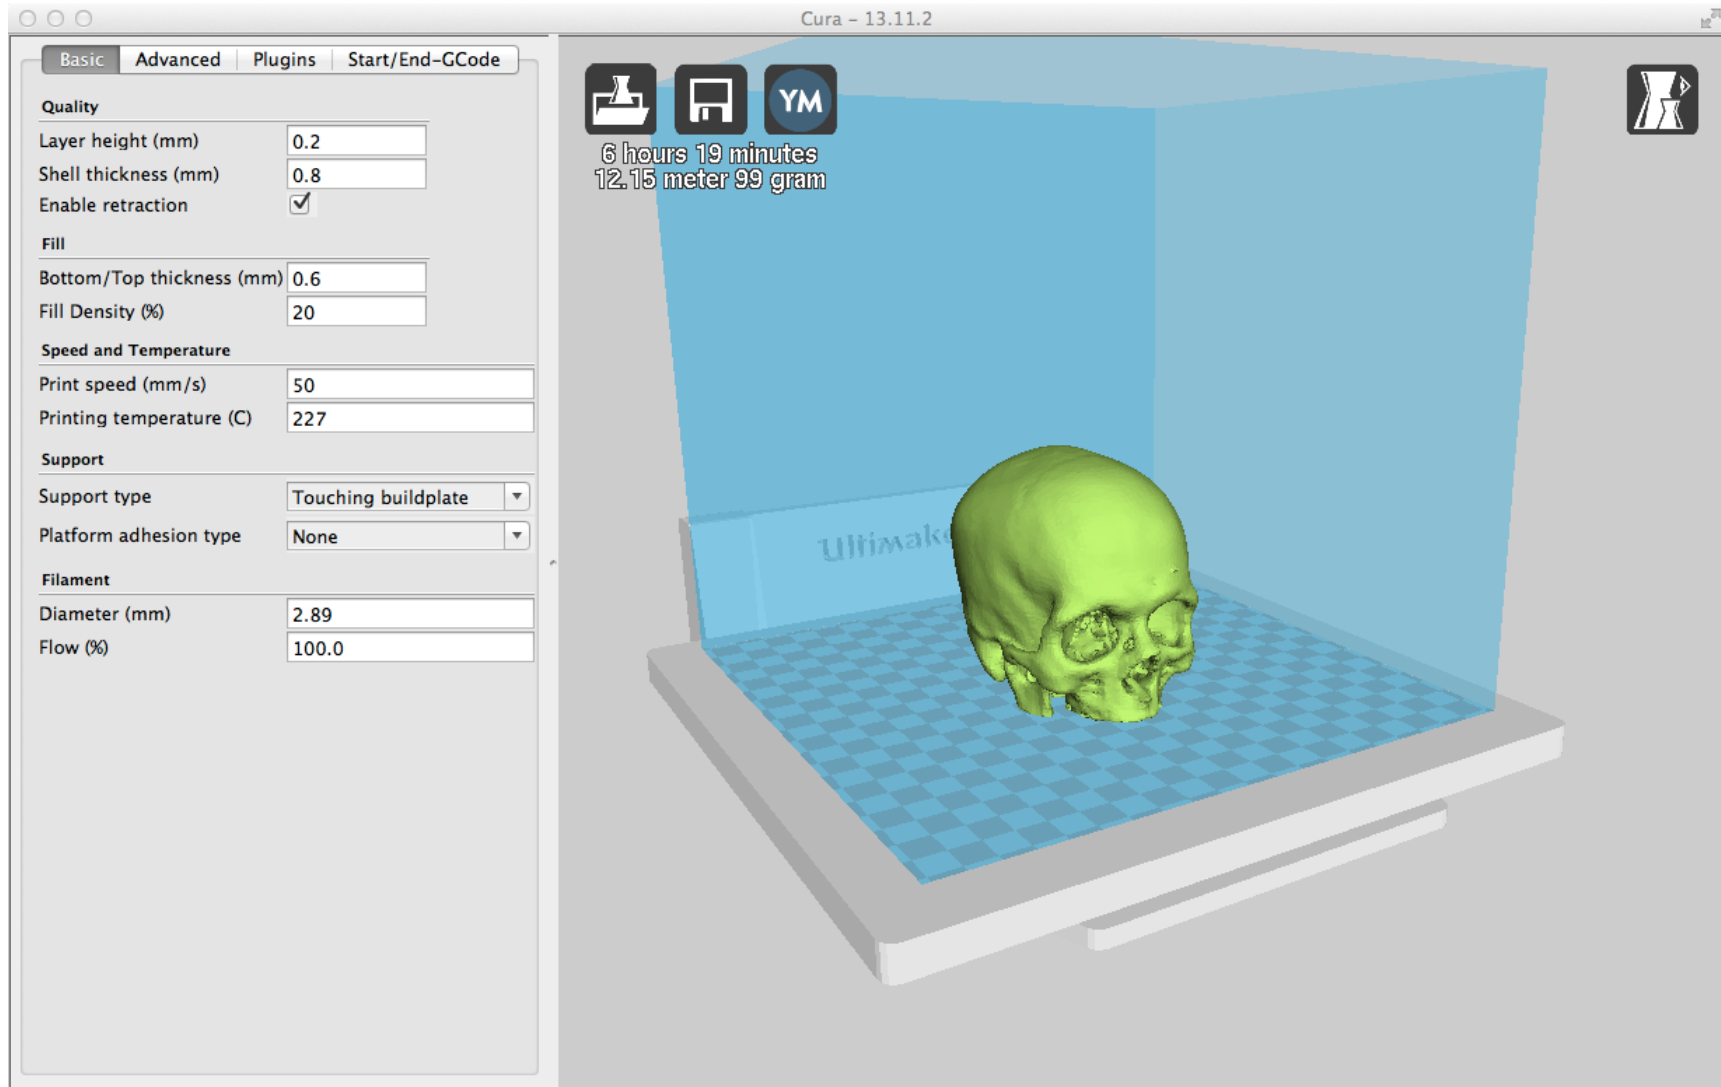 Cura – 13.11.2
Basic Advanced Plugins Start/End-GCode
Quality
Layer height (mm) 0.2
Shell thickness (mm) 0.8
Enable retraction
Fill
Bottom/Top thickness (mm) 0.6
Fill Density (%) 20
Speed and Temperature
Print speed (mm/s) 50
Printing temperature (C) 227
Support
Support type Touching buildplate
Platform adhesion type None
Filament
Diameter (mm) 2.89
Flow (%) 100.0
YM
6 hours 19 minutes
12.15 meter 99 gram
Ultimake